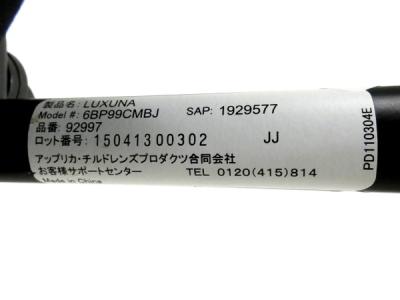 製品名: LUXUNA
Model #: 6BP99CMBJ SAP: 1929577
品番: 92997
ロット番号: 15041300302 JJ
アップリカ・チルドレンズプロダクツ合同会社
お客様サポートセンター TEL 0120(415)814
Made in China
PD110304E